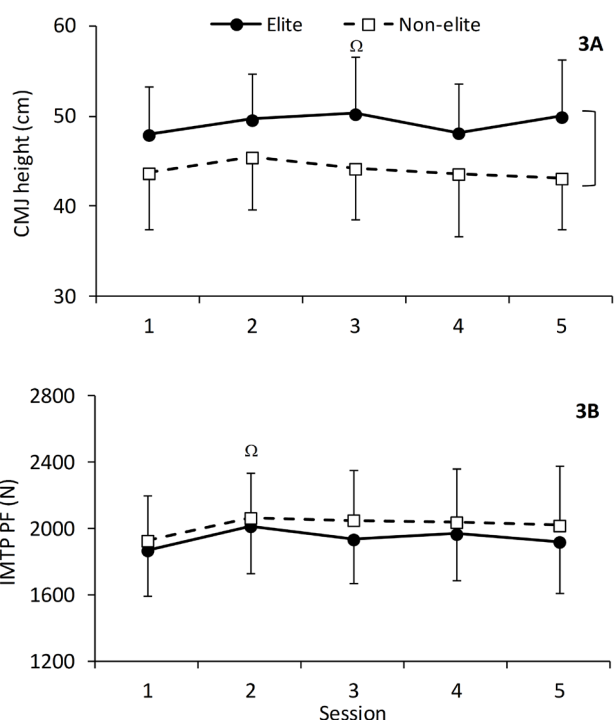 Elite Non-elite
3A
Ω
CMJ height (cm)
60
50
40
30
1 2 3 4 5
3B
Ω
IMTP PF (N)
2800
2400
2000
1600
1200
1 2 3 4 5
Session